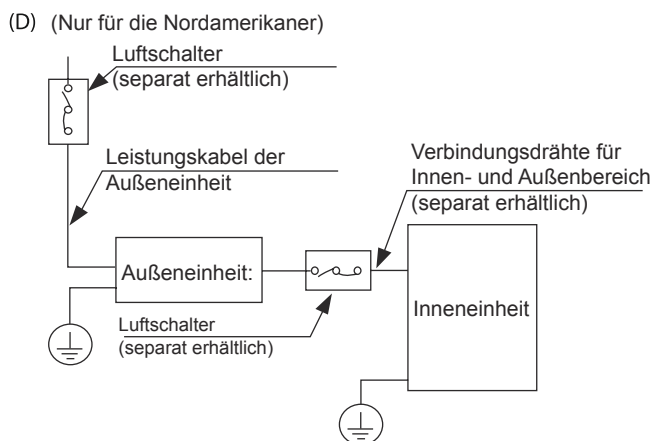 (D) (Nur für die Nordamerikaner)
Luftschalter
(separat erhältlich)
Leistungskabel der
Außeneinheit
Verbindungsdrähte für
Innen- und Außenbereich
(separat erhältlich)
Außeneinheit:
Inneneinheit
Luftschalter
(separat erhältlich)